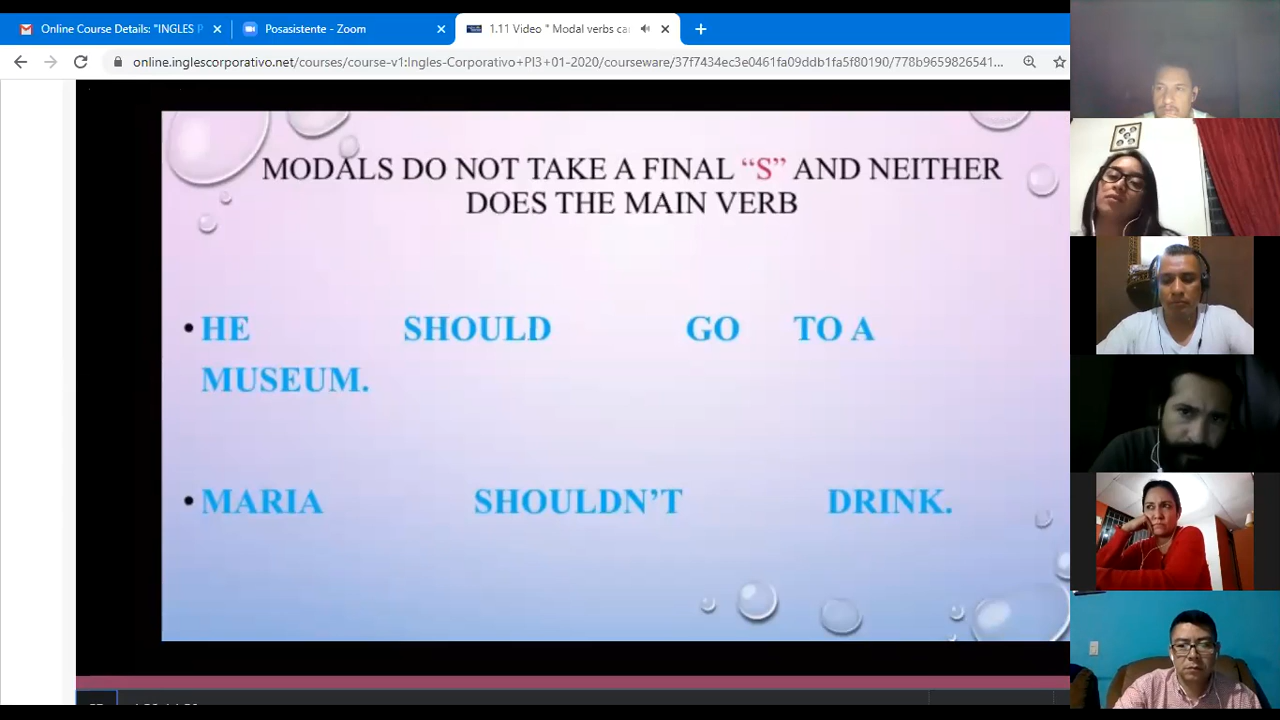 Online Course Details: "INGLES P
Posasistente - Zoom
1.11 Video " Modal verbs ca
online.inglescorporativo.net/courses/course-v1:Ingles-Corporativo+PI3+01-2020/courseware/37f7434ec3e0461fa09ddb1fa5f80190/778b9659826541...
MODALS DO NOT TAKE A FINAL “S” AND NEITHER
DOES THE MAIN VERB
• HE SHOULD GO TO A
MUSEUM.
• MARIA SHOULDN’T DRINK.